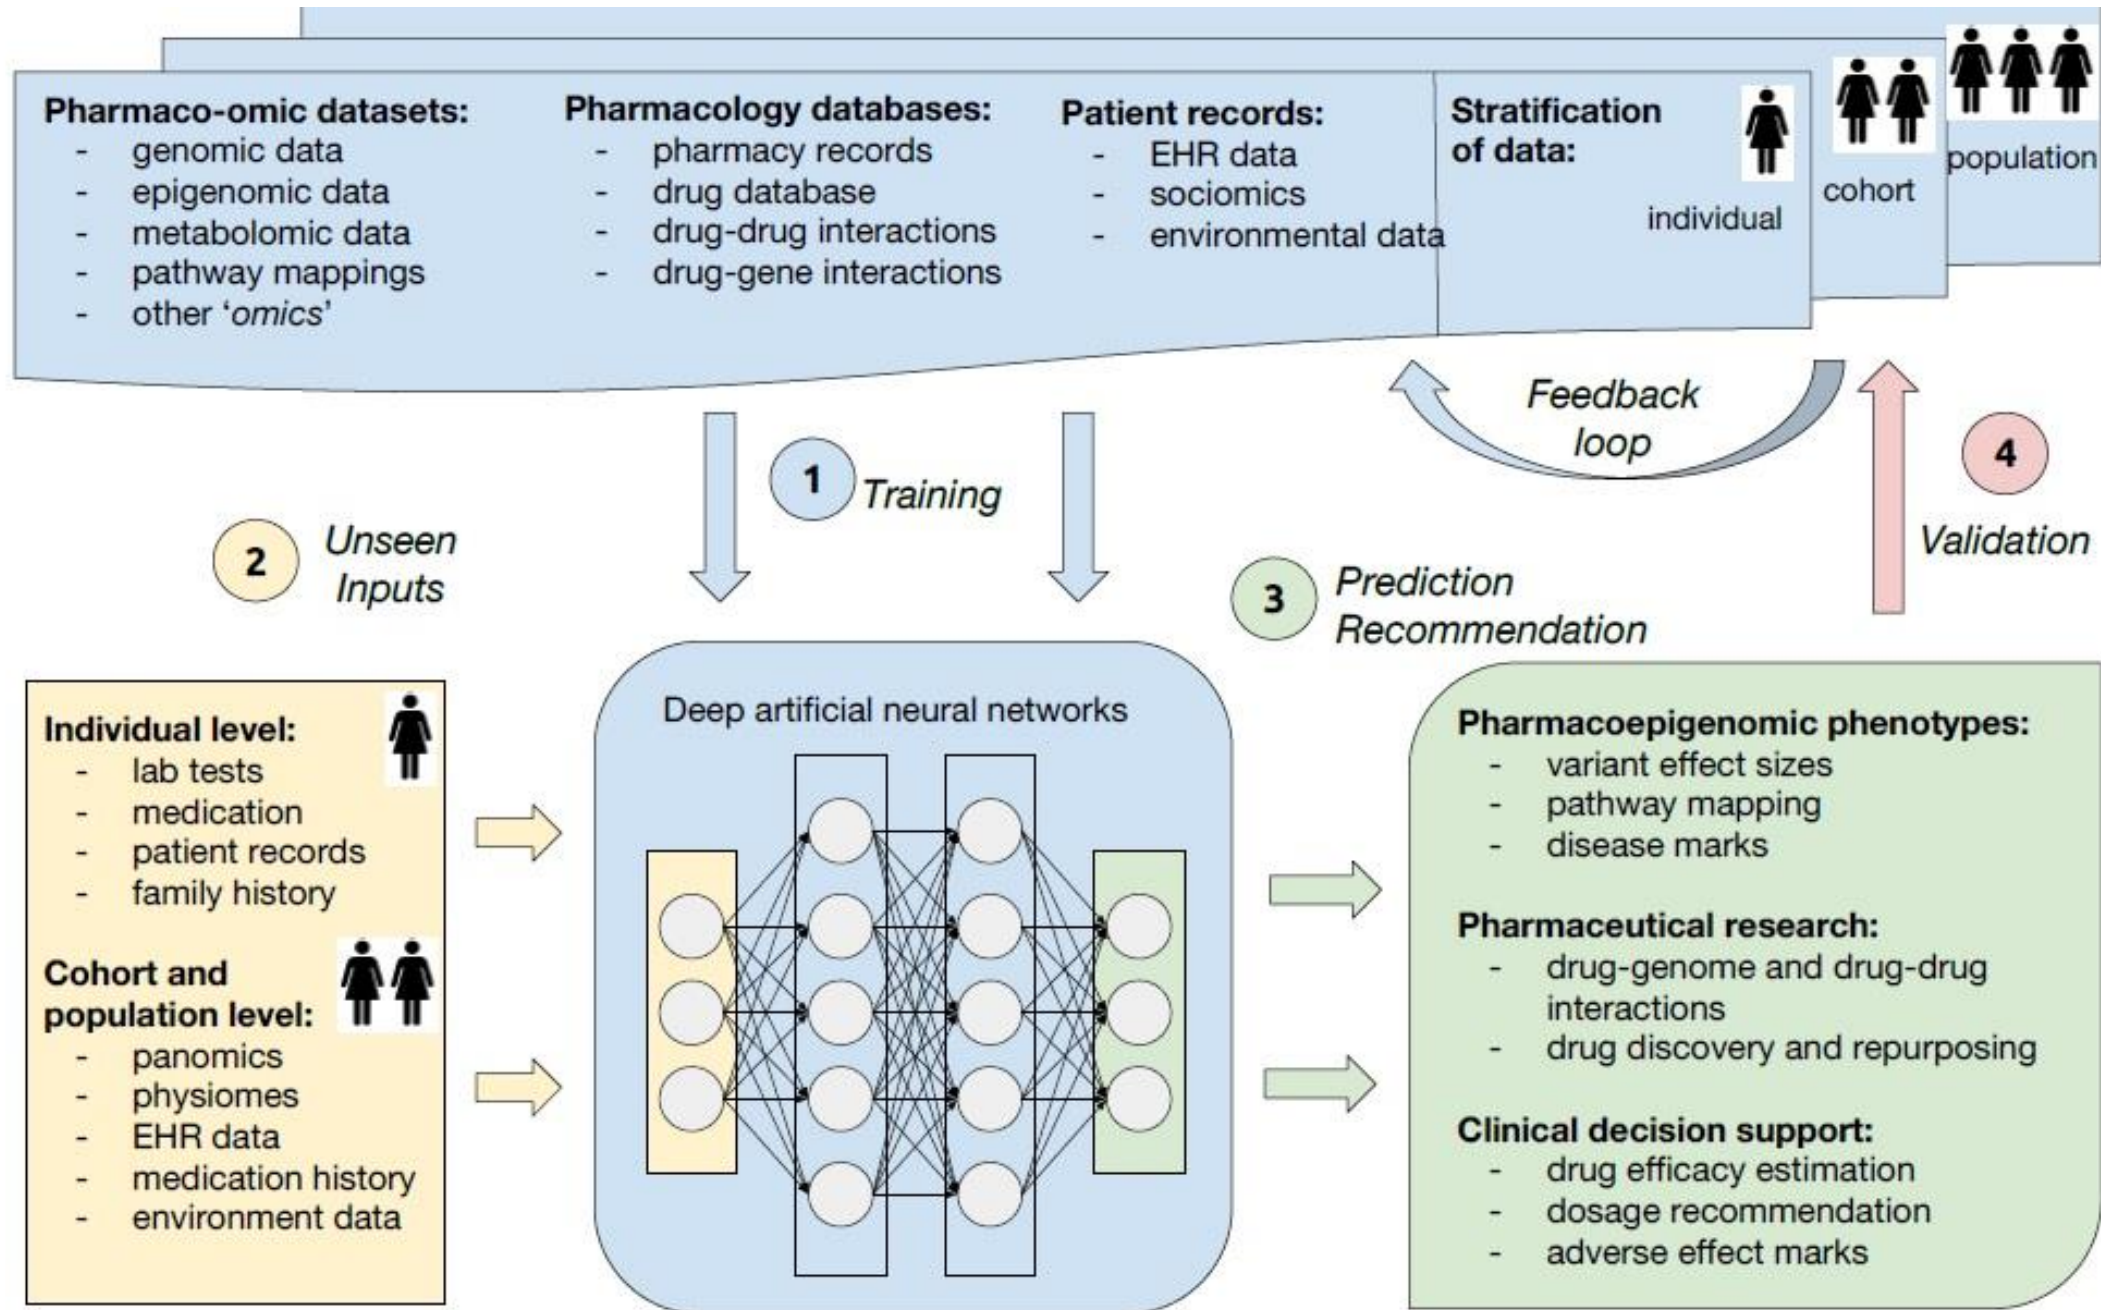 Pharmaco-omic datasets:
- genomic data
- epigenomic data
- metabolomic data
- pathway mappings
- other ‘omics’
Pharmacology databases:
- pharmacy records
- drug database
- drug-drug interactions
- drug-gene interactions
Patient records:
- EHR data
- sociomics
- environmental data
Stratification
of data:
individual
cohort
population
1
Training
Feedback
loop
4
Validation
2
Unseen
Inputs
3
Prediction
Recommendation
Individual level:
- lab tests
- medication
- patient records
- family history
Cohort and
population level:
- panomics
- physiomes
- EHR data
- medication history
- environment data
Deep artificial neural networks
Pharmacoepigenomic phenotypes:
- variant effect sizes
- pathway mapping
- disease marks
Pharmaceutical research:
- drug-genome and drug-drug
interactions
- drug discovery and repurposing
Clinical decision support:
- drug efficacy estimation
- dosage recommendation
- adverse effect marks